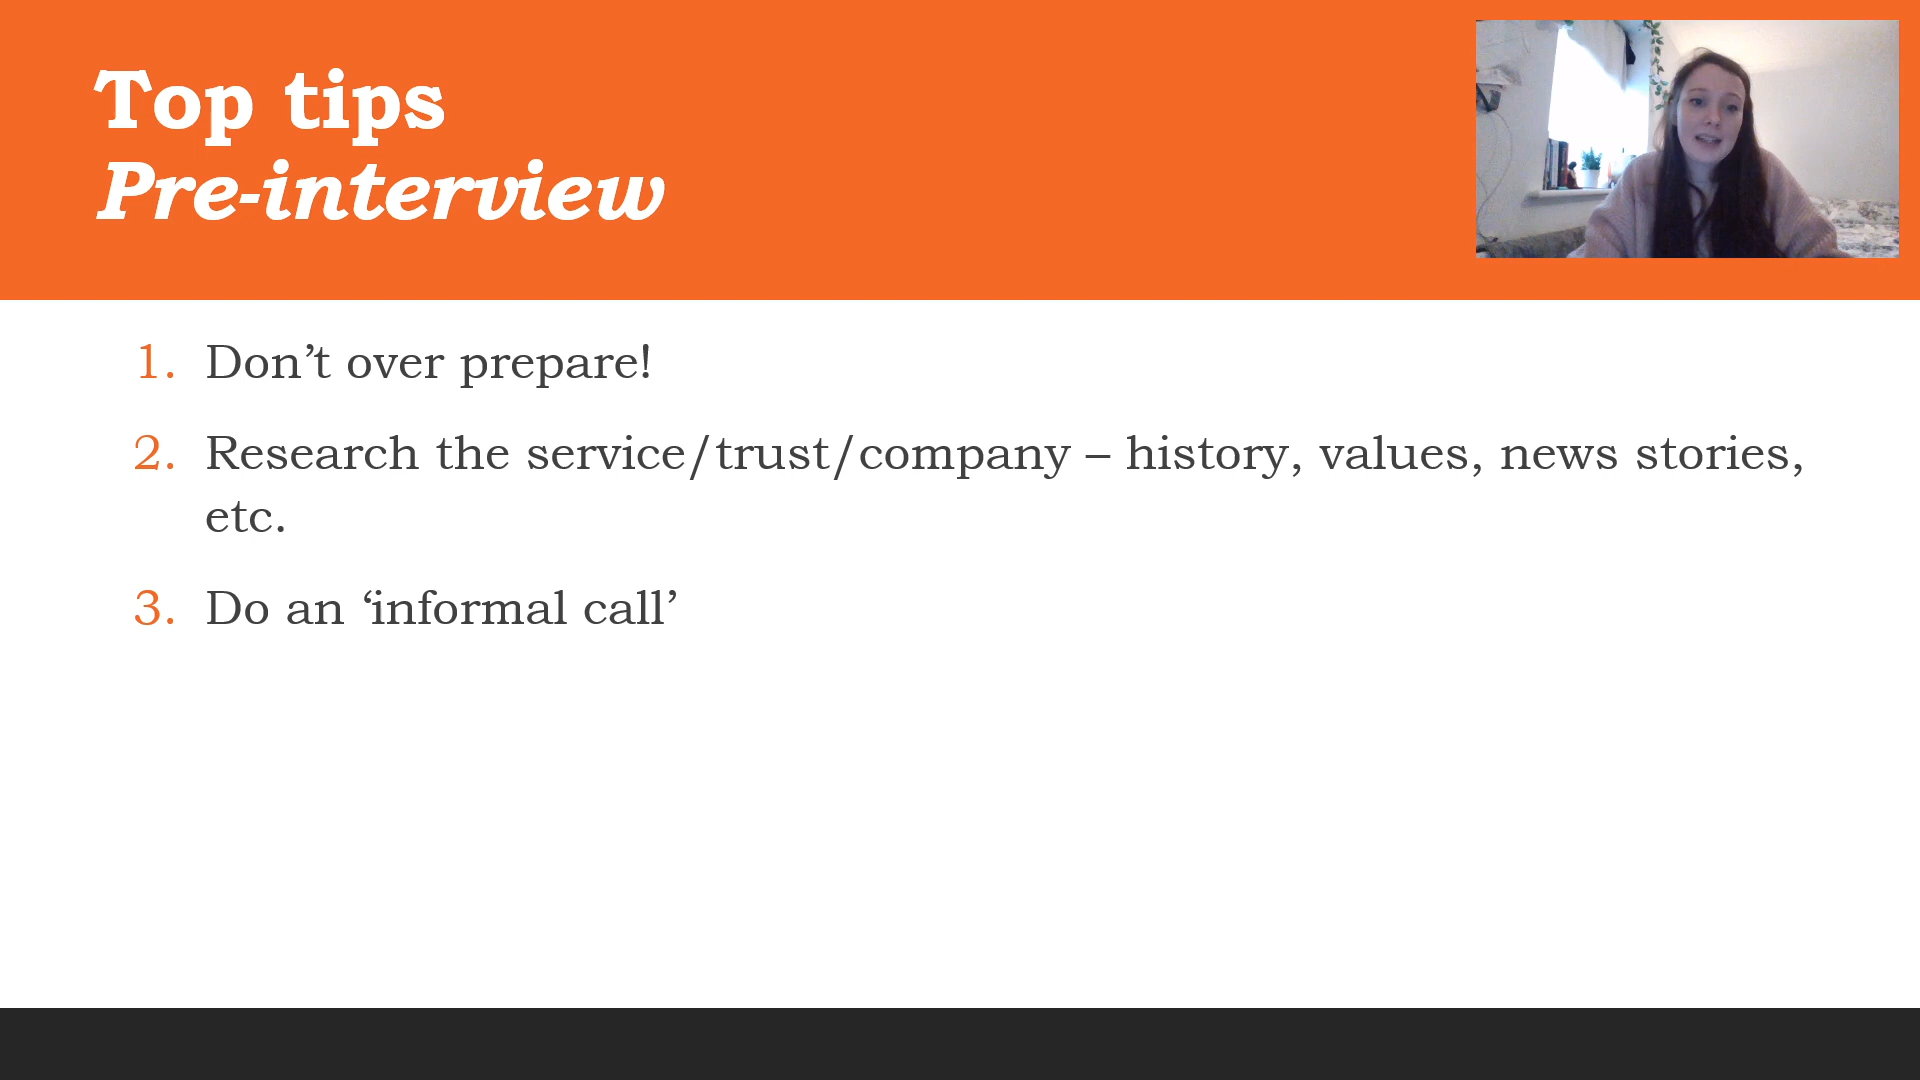 Top tips
Pre-interview
1. Don’t over prepare!
2. Research the service/trust/company – history, values, news stories,
etc.
3. Do an ‘informal call’